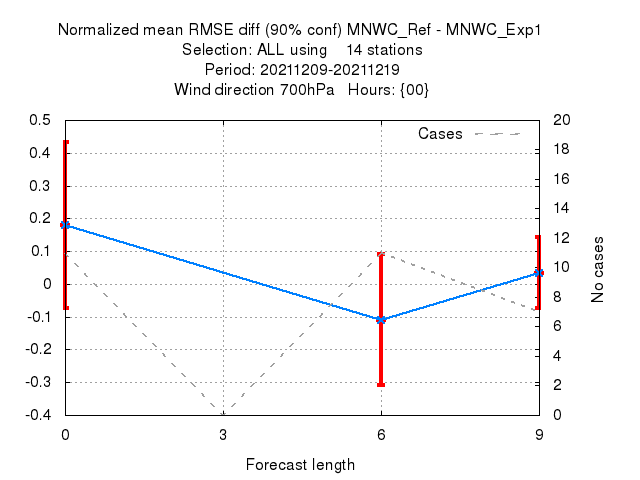 Normalized mean RMSE diff (90% conf) MNWC_Ref - MNWC_Exp1
Selection: ALL using    14 stations
Period: 20211209-20211219
Wind direction 700hPa   Hours: {00}
Cases
0.5
0.4
0.3
0.2
0.1
0
-0.1
-0.2
-0.3
-0.4
20
18
16
14
12
10
8
6
4
2
0
No cases
0 3 6 9
Forecast length